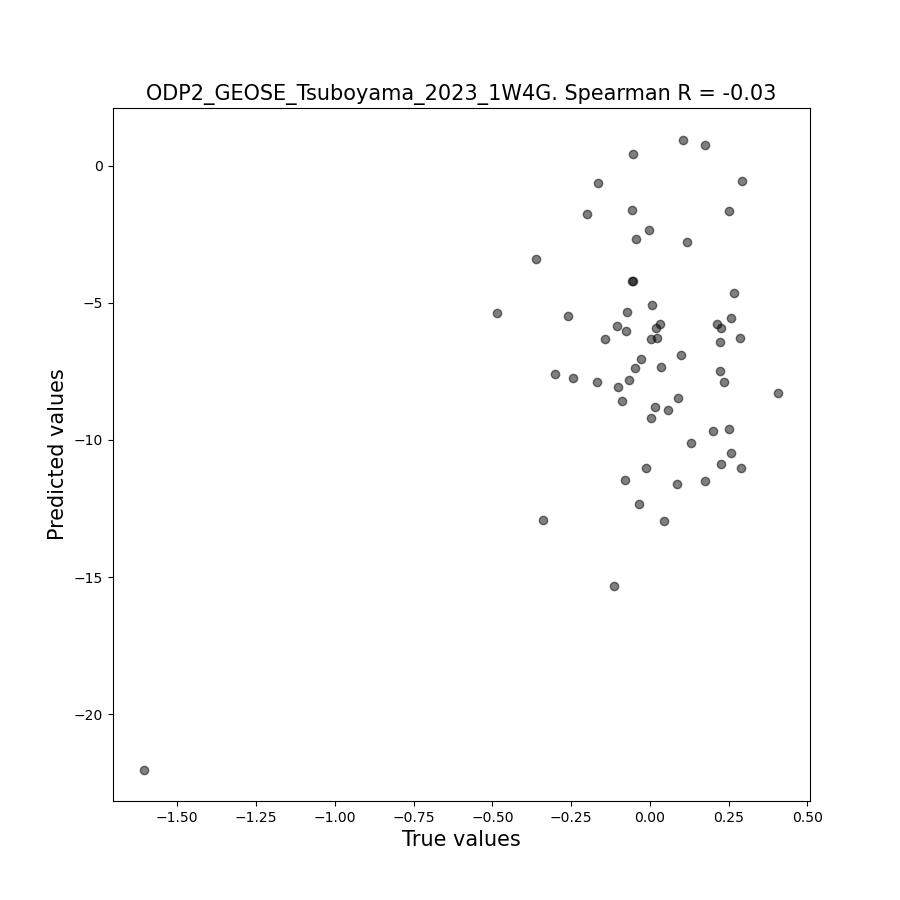 ODP2_GEOSE_Tsuboyama_2023_1W4G. Spearman R = -0.03
0
−5
−10
−15
−20
Predicted values
−1.50 −1.25 −1.00 −0.75 −0.50 −0.25 0.00 0.25 0.50
True values